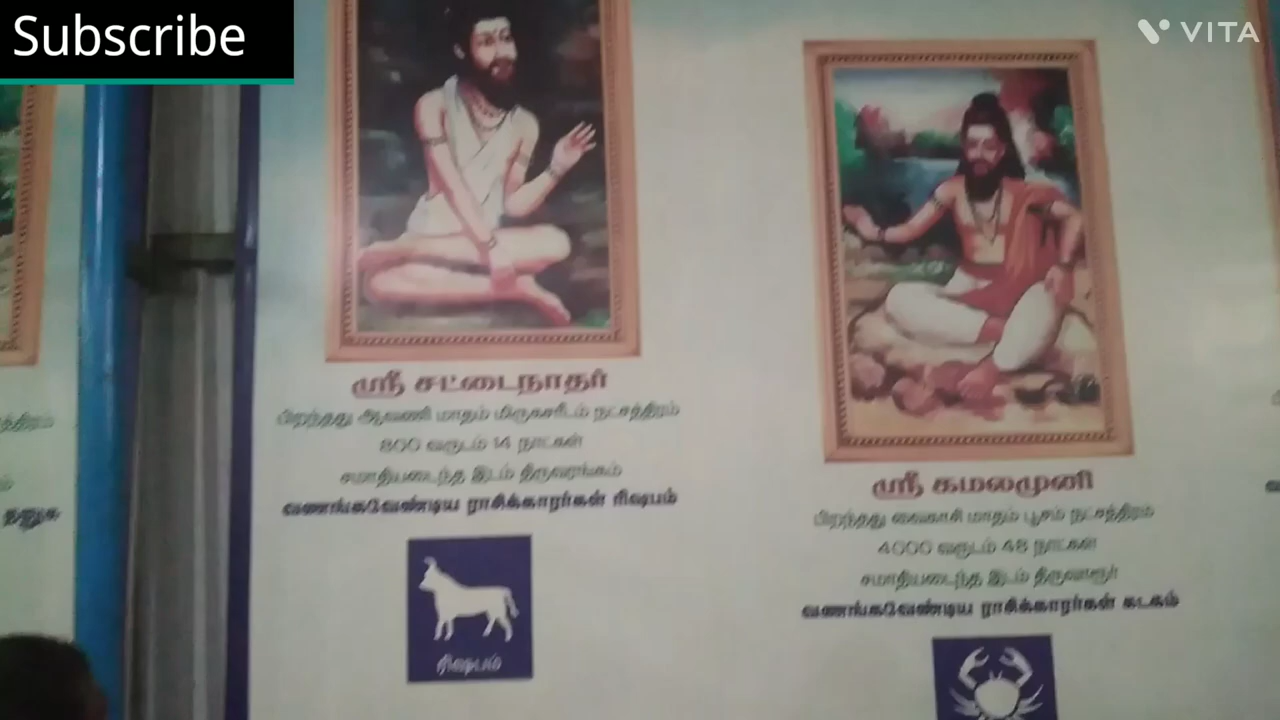 Subscribe
VITA
ஸ்ரீ சட்டைநாதர்
பிறந்தது ஆவணி மாதம் மிருகசீரிடம் நட்சத்திரம்
800 வருடம் 14 நாட்கள்
சமாதியடைந்த இடம் திருவரங்கம்
வணங்கவேண்டிய ராசிக்காரர்கள் ரிஷபம்
ரிஷபம்
ஸ்ரீ கமலமுனி
பிறந்தது வைகாசி மாதம் பூசம் நட்சத்திரம்
4000 வருடம் 48 நாட்கள்
சமாதியடைந்த இடம் திருவாரூர்
வணங்கவேண்டிய ராசிக்காரர்கள் கடகம்